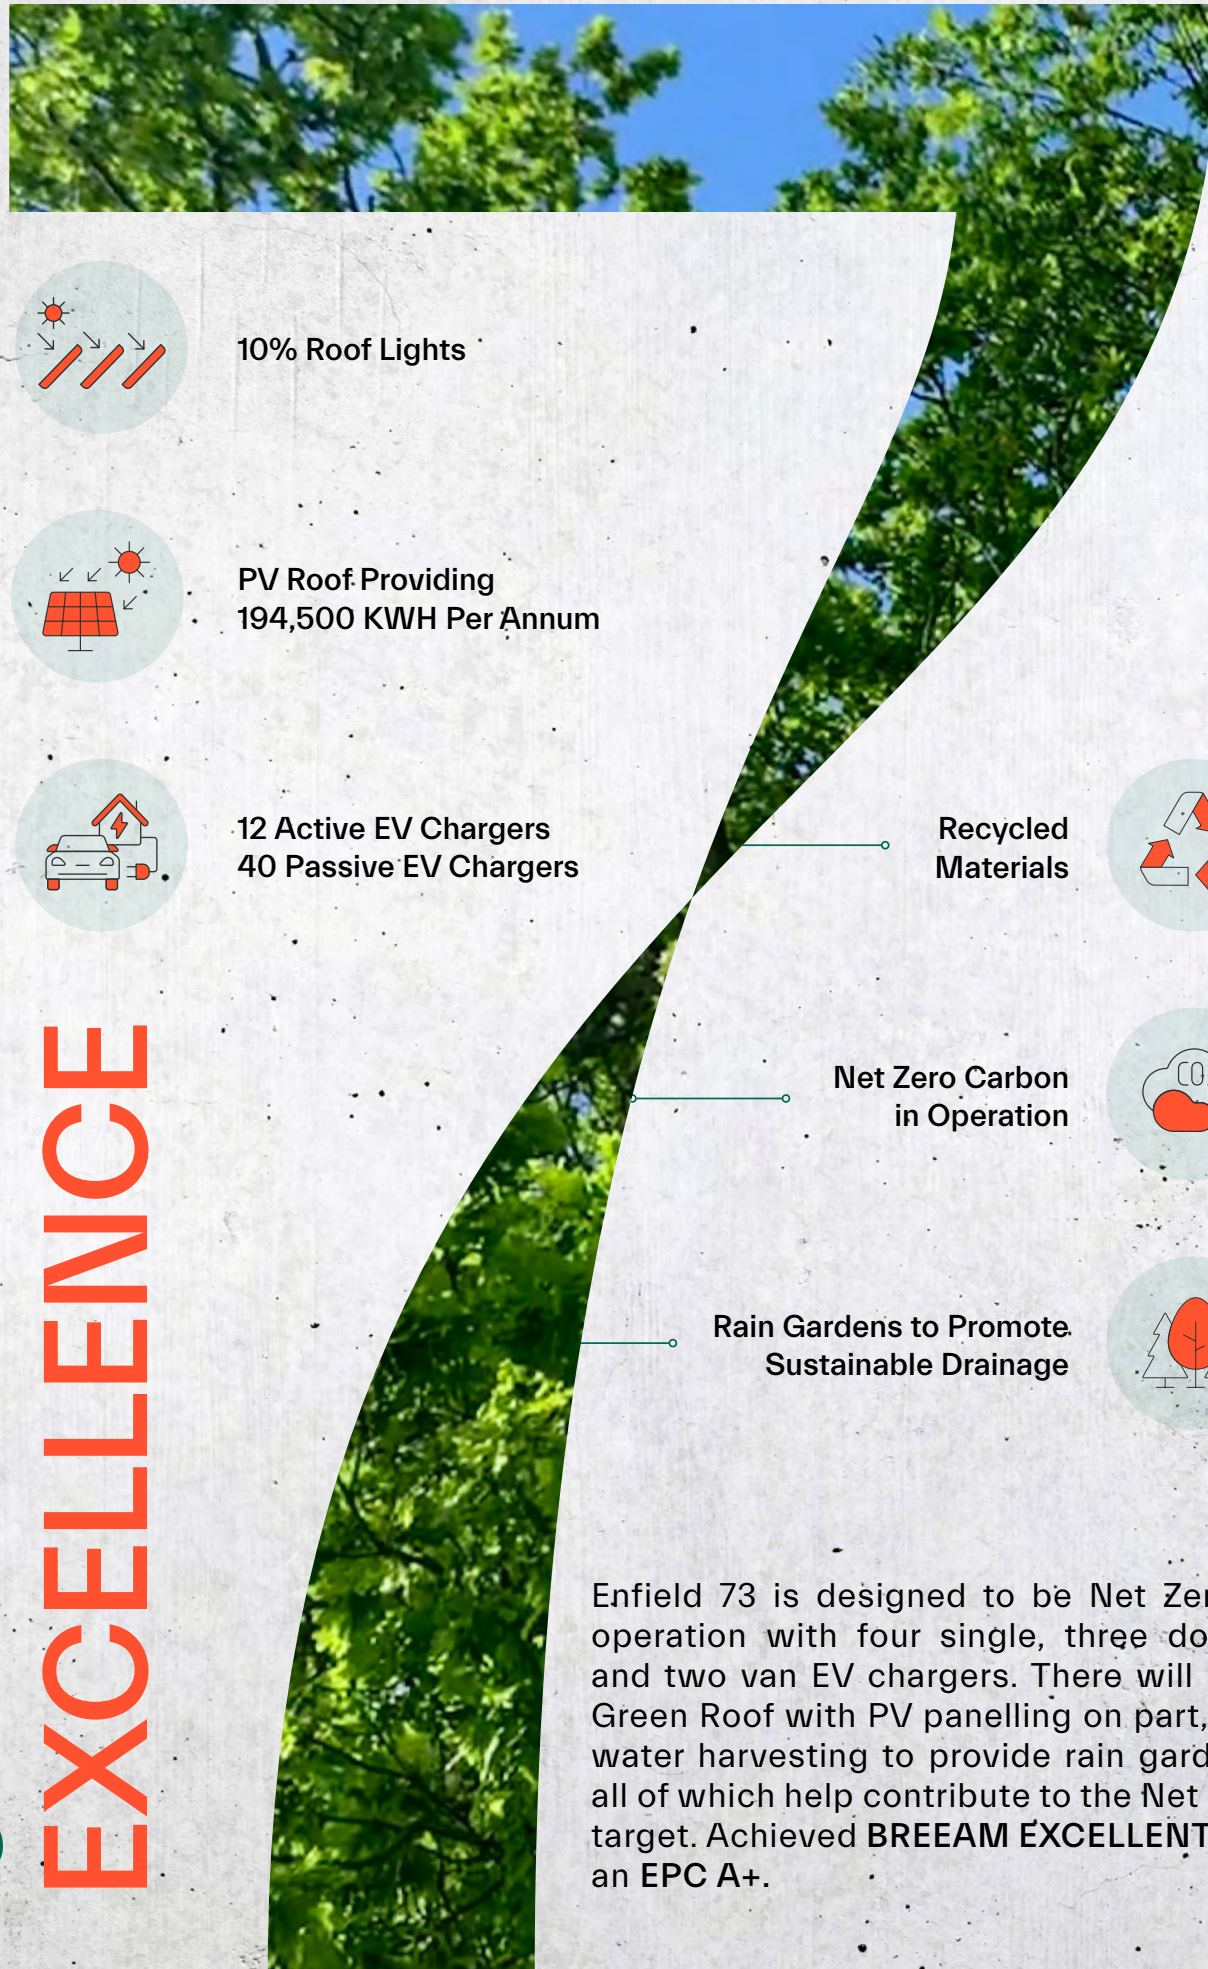 10% Roof Lights
PV Roof Providing
194,500 KWH Per Annum
12 Active EV Chargers
40 Passive EV Chargers
Recycled
Materials
Net Zero Carbon
in Operation
CO
Rain Gardens to Promote
Sustainable Drainage
EXCELLENCE
Enfield 73 is designed to be Net
operation with four single, three
and two van EV chargers. There will
Green Roof with PV panelling on part,
water harvesting to provide rain
all of which help contribute to the Net
target. Achieved BREEAM EXCELLENT
an EPC A+.